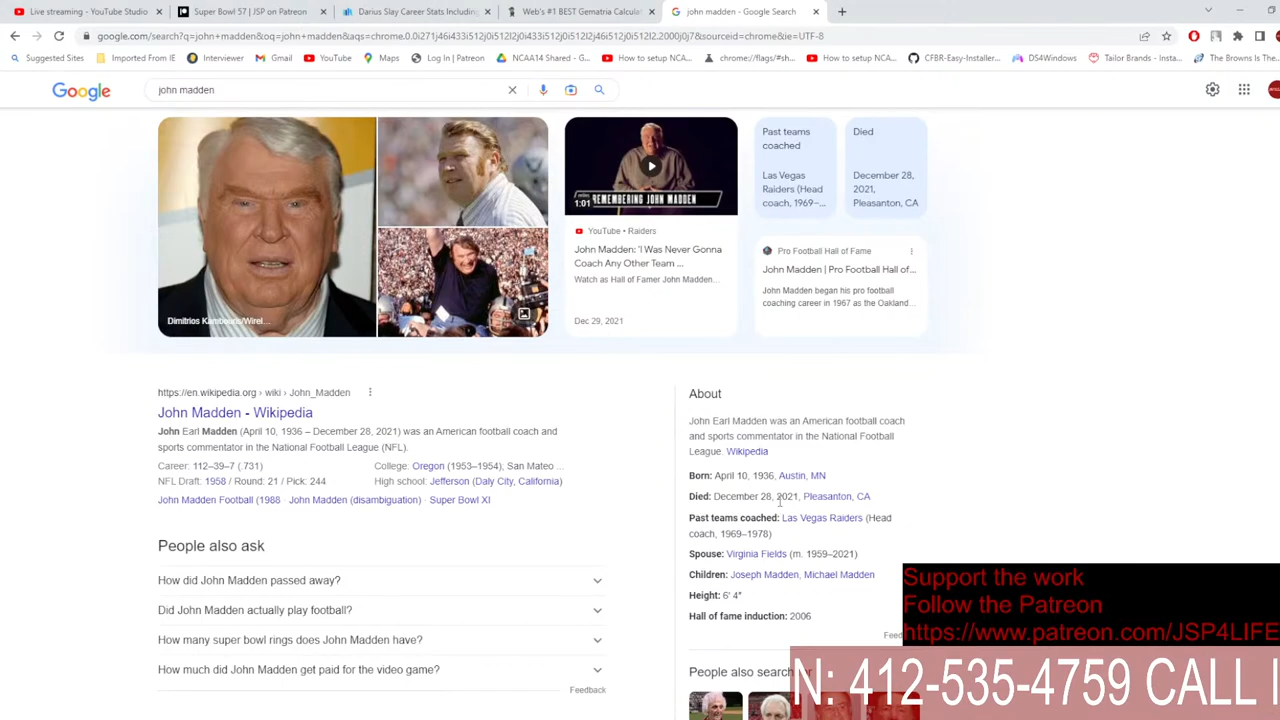 Live streaming - YouTube Studio
Super Bowl 57 | JSP on Patreon
Darius Slay Career Stats Including
Web's #1 BEST Gematria Calcula
john madden - Google Search
google.com/search?q=john+madden&oq=john+madden&aqs=chrome.0.0i271j46i433i512j0i512l2j0i433i512j0i512l2j46i512j0i512l2.2000j0j7&sourceid=chrome&ie=UTF-8
Suggested Sites
Imported From IE
Interviewer
Gmail
YouTube
Maps
Log In | Patreon
NCAA14 Shared - G...
How to setup NCA...
chrome://flags/#sh...
How to setup NCA...
CFBR-Easy-Installer...
DS4Windows
Tailor Brands - Insta...
The Browns Is The...
Google
john madden
Dimitrios Kambouris/Wirel...
REMEMBERING JOHN MADDEN
1:01
YouTube • Raiders
John Madden: 'I Was Never Gonna
Coach Any Other Team ...
Watch as Hall of Famer John Madden...
Dec 29, 2021
Past teams
coached
Las Vegas
Raiders (Head
coach, 1969–...
Died
December 28,
2021,
Pleasanton, CA
Pro Football Hall of Fame
John Madden | Pro Football Hall of...
John Madden began his pro football
coaching career in 1967 as the Oakland...
https://en.wikipedia.org › wiki › John_Madden
John Madden - Wikipedia
John Earl Madden (April 10, 1936 – December 28, 2021) was an American football coach and
sports commentator in the National Football League (NFL).
Career: 112–39–7 (.731)
College: Oregon (1953–1954); San Mateo ...
NFL Draft: 1958 / Round: 21 / Pick: 244
High school: Jefferson (Daly City, California)
John Madden Football (1988 · John Madden (disambiguation) · Super Bowl XI
People also ask
How did John Madden passed away?
Did John Madden actually play football?
How many super bowl rings does John Madden have?
How much did John Madden get paid for the video game?
Feedback
About
John Earl Madden was an American football coach
and sports commentator in the National Football
League. Wikipedia
Born: April 10, 1936, Austin, MN
Died: December 28, 2021, Pleasanton, CA
Past teams coached: Las Vegas Raiders (Head
coach, 1969–1978)
Spouse: Virginia Fields (m. 1959–2021)
Children: Joseph Madden, Michael Madden
Height: 6′ 4″
Hall of fame induction: 2006
Feed
People also sear
Support the work
Follow the Patreon
https://www.patreon.com/JSP4LIFE
N: 412-535-4759 CALL